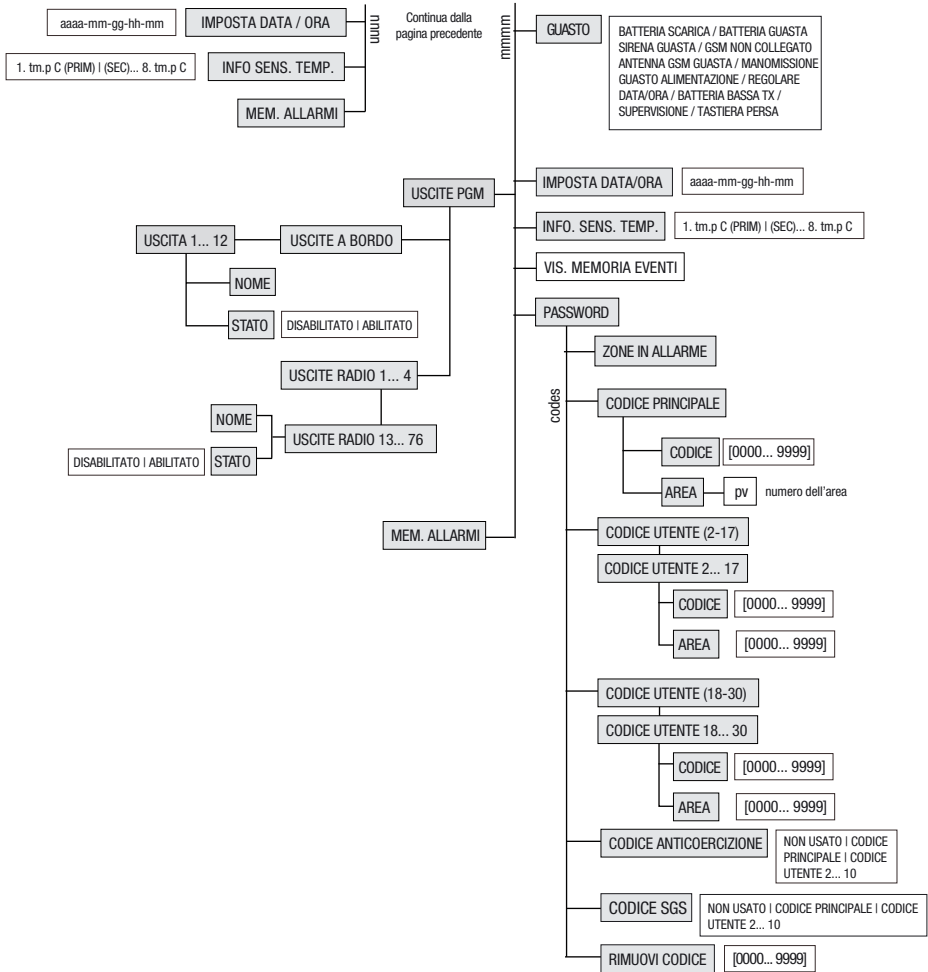 aaaa-mm-gg-hh-mm
IMPOSTA DATA / ORA
1. tm.p C (PRIM) | (SEC)... 8. tm.p C
INFO SENS. TEMP.
MEM. ALLARMI
nnnn
Continua dalla
pagina precedente
mmmm
GUASTO
BATTERIA SCARICA / BATTERIA GUASTA
SIRENA GUASTA / GSM NON COLLEGATO
ANTENNA GSM GUASTA / MANOMISSIONE
GUASTO ALIMENTAZIONE / REGOLARE
DATA/ORA / BATTERIA BASSA TX /
SUPERVISIONE / TASTIERA PERSA
IMPOSTA DATA/ORA
aaaa-mm-gg-hh-mm
USCITE PGM
INFO. SENS. TEMP.
1. tm.p C (PRIM) | (SEC)... 8. tm.p C
USCITA 1... 12
USCITE A BORDO
NOME
STATO
DISABILITATO | ABILITATO
VIS. MEMORIA EVENTI
PASSWORD
USCITE RADIO 1... 4
NOME
USCITE RADIO 13... 76
DISABILITATO | ABILITATO
STATO
MEM. ALLARMI
codes
ZONE IN ALLARME
CODICE PRINCIPALE
CODICE
[0000... 9999]
AREA
pv
numero dell'area
CODICE UTENTE (2-17)
CODICE UTENTE 2... 17
CODICE
[0000... 9999]
AREA
[0000... 9999]
CODICE UTENTE (18-30)
CODICE UTENTE 18... 30
CODICE
[0000... 9999]
AREA
[0000... 9999]
CODICE ANTICOERCIZIONE
NON USATO | CODICE
PRINCIPALE | CODICE
UTENTE 2... 10
CODICE SGS
NON USATO | CODICE PRINCIPALE | CODICE
UTENTE 2... 10
RIMUOVI CODICE
[0000... 9999]